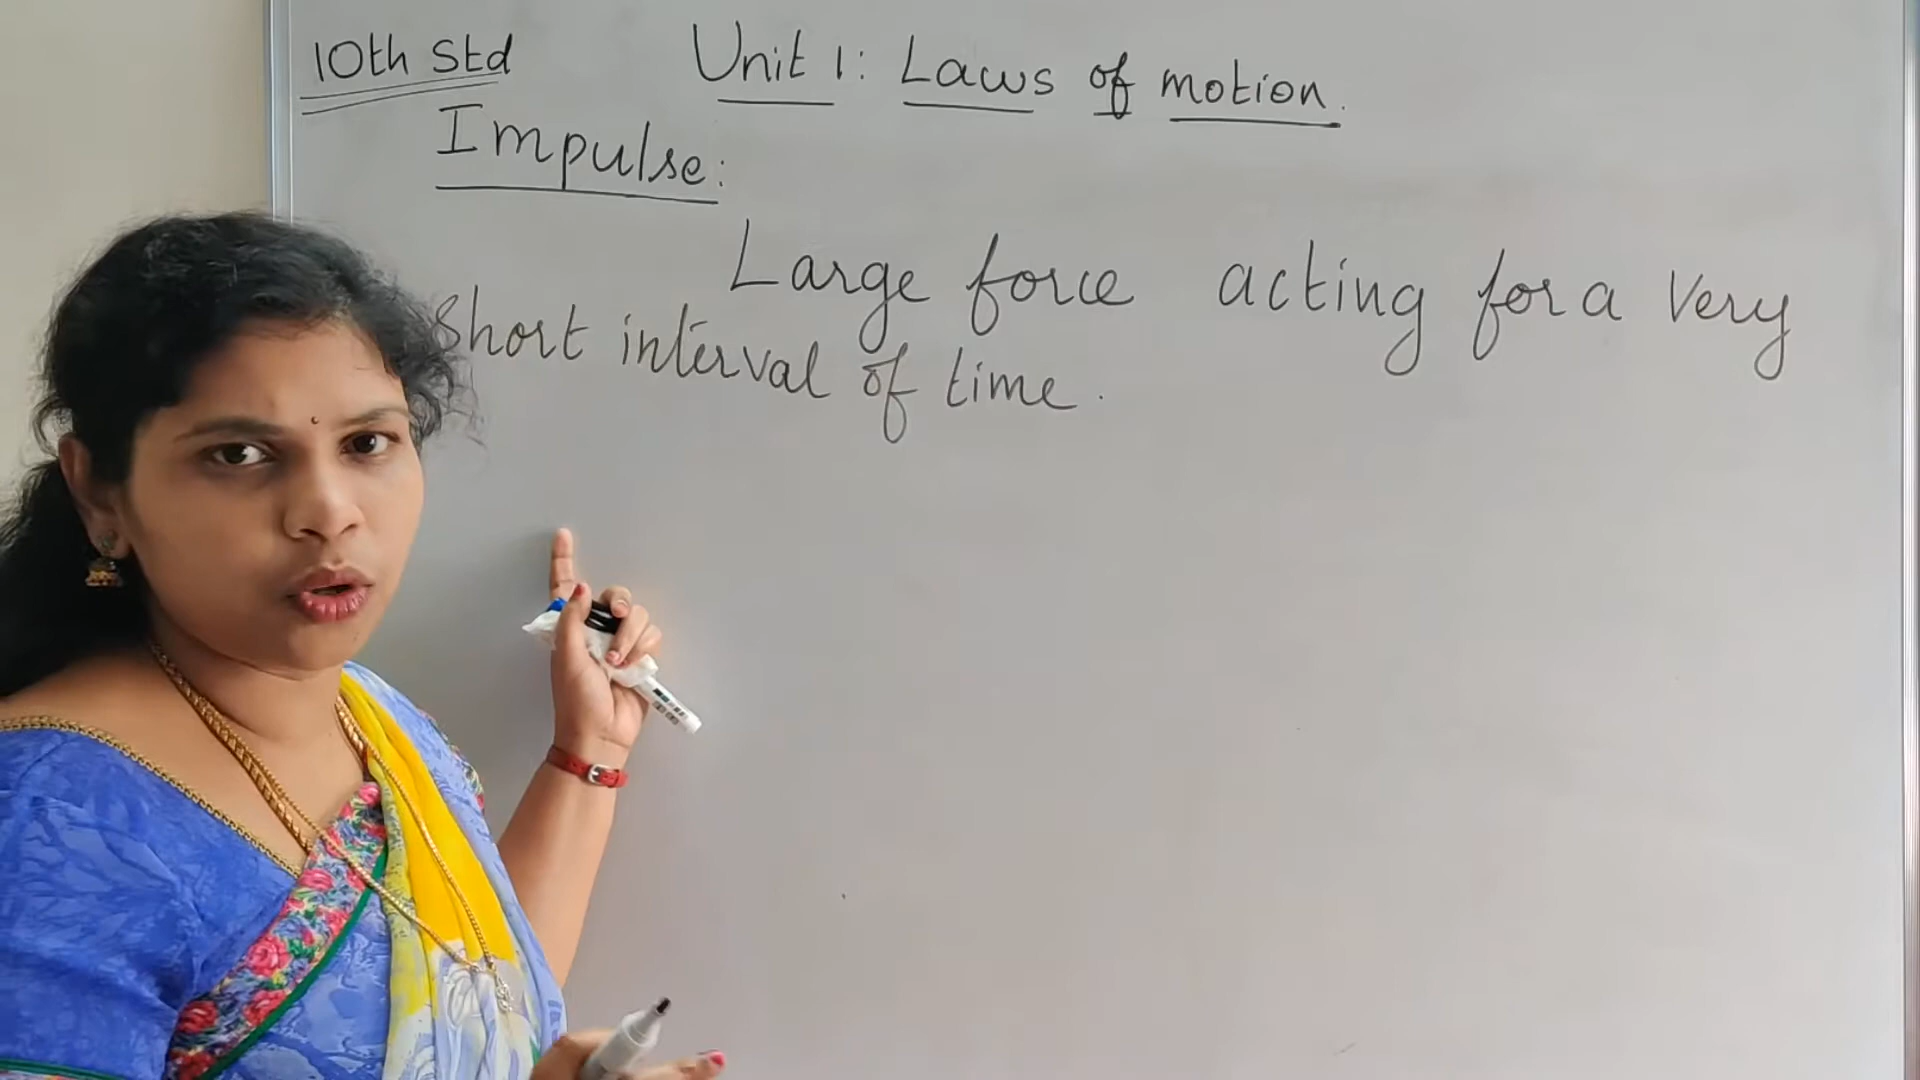 10th Std
Unit 1: Laws of motion.
Impulse:
Large force acting for a Very
Short interval of time.